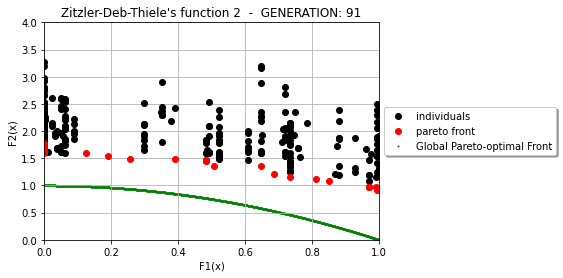 Zitzler-Deb-Thiele's function 2 - GENERATION: 91
4.0
3.5
3.0
2.5
2.0
1.5
1.0
0.5
0.0
F2(x)
0.0 0.2 0.4 0.6 0.8 1.0
F1(x)
individuals
pareto front
Global Pareto-optimal Front